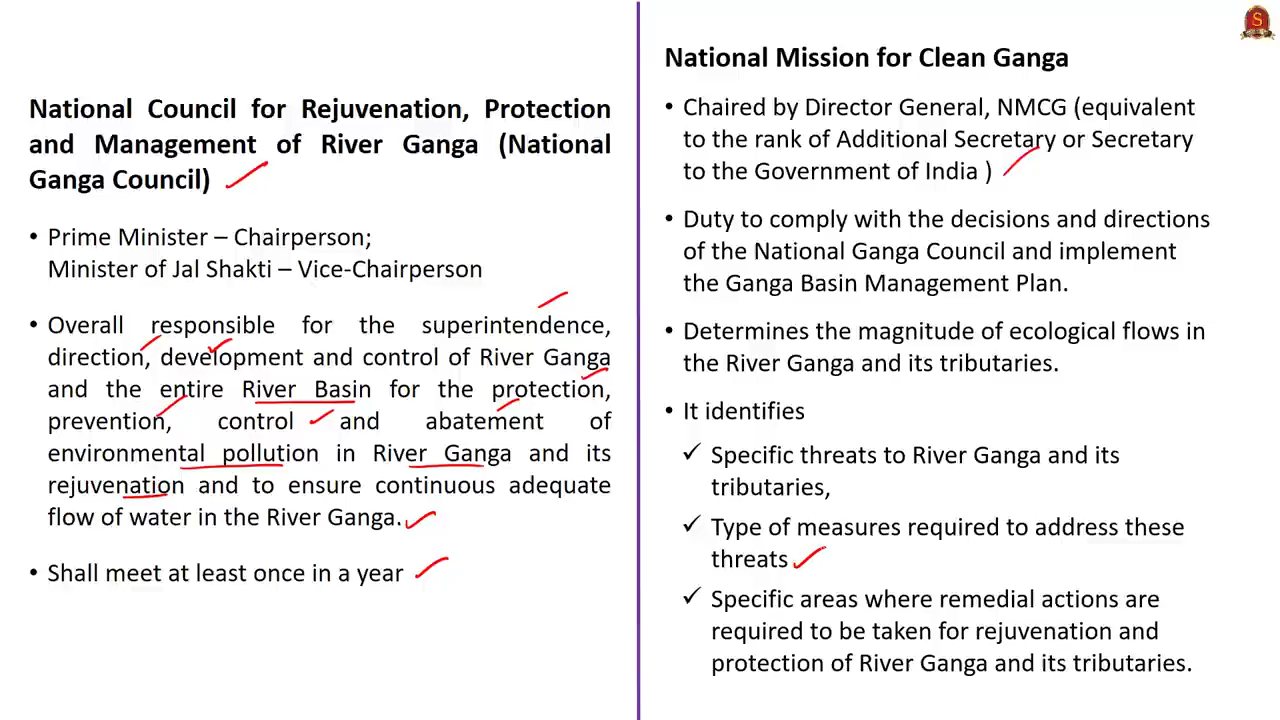 National Council for Rejuvenation, Protection
and Management of River Ganga (National
Ganga Council)
• Prime Minister – Chairperson;
Minister of Jal Shakti – Vice-Chairperson
• Overall responsible for the superintendence,
direction, development and control of River Ganga
and the entire River Basin for the protection,
prevention, control and abatement of
environmental pollution in River Ganga and its
rejuvenation and to ensure continuous adequate
flow of water in the River Ganga.
• Shall meet at least once in a year
National Mission for Clean Ganga
• Chaired by Director General, NMCG (equivalent
to the rank of Additional Secretary or Secretary
to the Government of India )
• Duty to comply with the decisions and directions
of the National Ganga Council and implement
the Ganga Basin Management Plan.
• Determines the magnitude of ecological flows in
the River Ganga and its tributaries.
• It identifies
✓ Specific threats to River Ganga and its
tributaries,
✓ Type of measures required to address these
threats
✓ Specific areas where remedial actions are
required to be taken for rejuvenation and
protection of River Ganga and its tributaries.
S